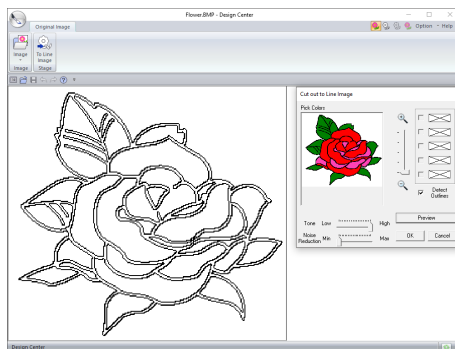 Flower.BMP - Design Center
Original Image
Option
Help
Image
To Line
Image
Image
Stage
Cut out to Line Image
Pick Colors
Detect
Outlines
Preview
Tone
Low
High
Noise
Reduction
Min
Max
OK
Cancel
Design Center